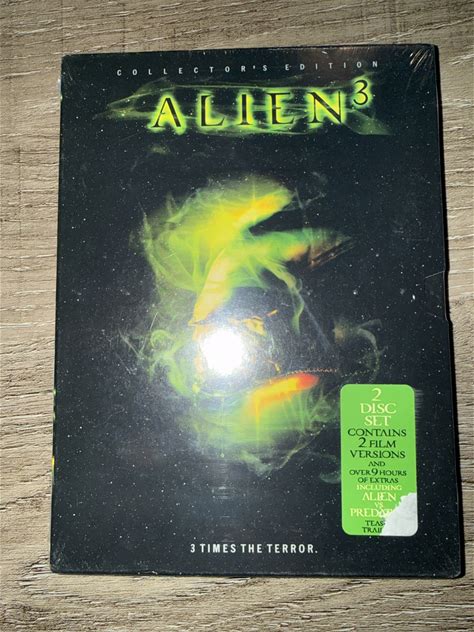 COLLECTOR'S EDITION
ALIEN³
2
DISC
SET
CONTAINS
2 FILM
VERSIONS
AND
OVER 9 HOURS
OF EXTRAS
INCLUDING
ALIEN
VS
3 TIMES THE TERROR.